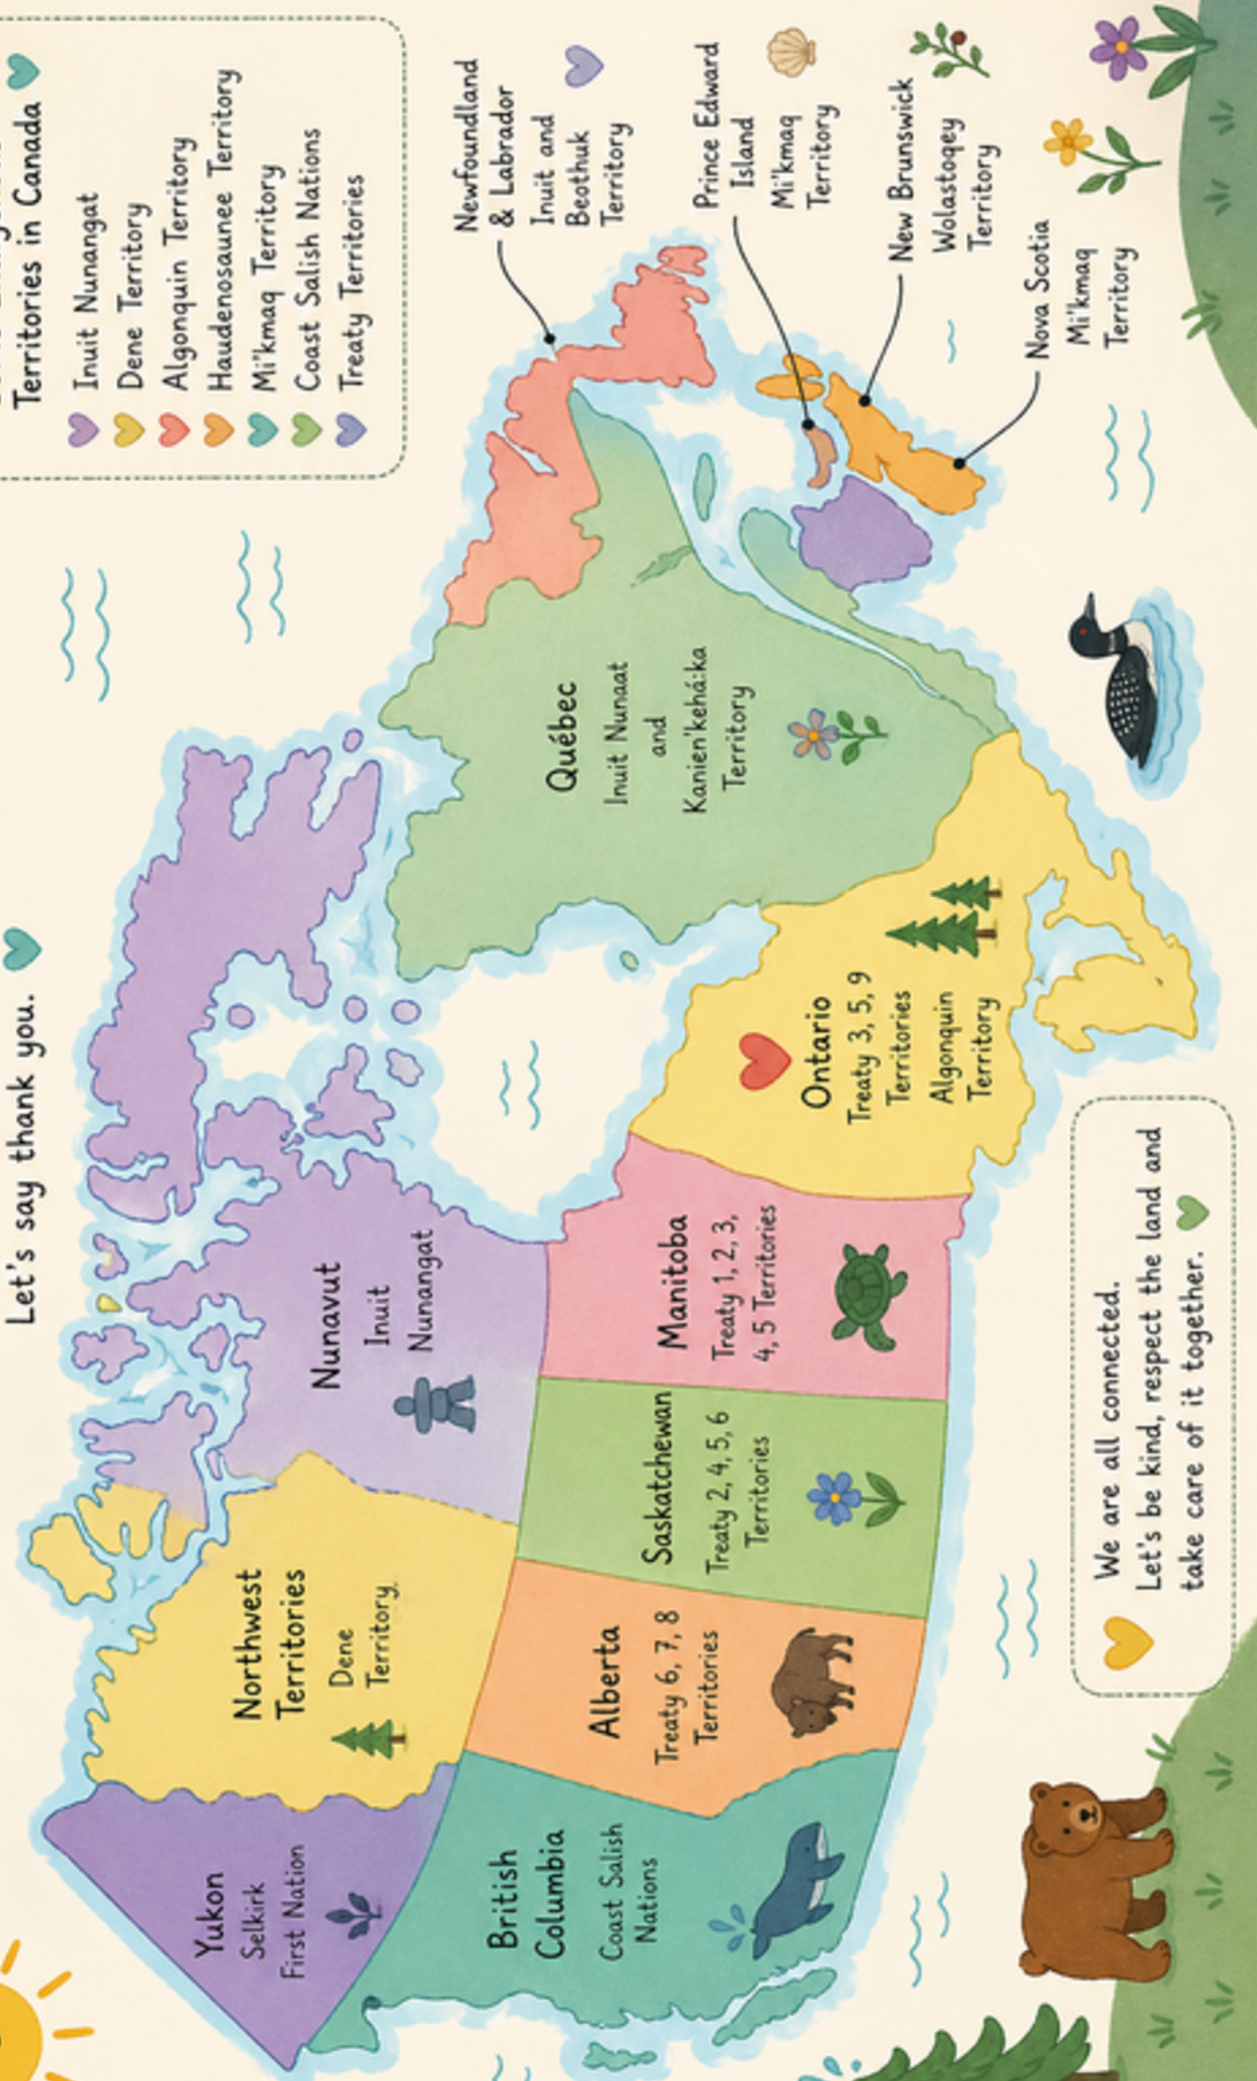 Let's say thank you.
Territories in Canada
Inuit Nunangat
Dene Territory
Algonquin Territory
Haudenosaunee Territory
Mi'kmaq Territory
Coast Salish Nations
Treaty Territories
Yukon
Selkirk
First Nation
Northwest
Territories
Dene
Territory
Nunavut
Inuit
Nunangat
British
Columbia
Coast Salish
Nations
Alberta
Treaty 6, 7, 8
Territories
Saskatchewan
Treaty 2, 4, 5, 6
Territories
Manitoba
Treaty 1, 2, 3,
4, 5 Territories
Ontario
Treaty 3, 5, 9
Territories
Algonquin
Territory
Québec
Inuit Nunaat
and
Kanien'kehá:ka
Territory
Newfoundland
& Labrador
Inuit and
Beothuk
Territory
Prince Edward
Island
Mi'kmaq
Territory
New Brunswick
Wolastoqey
Territory
Nova Scotia
Mi'kmaq
Territory
We are all connected.
Let's be kind, respect the land and
take care of it together.